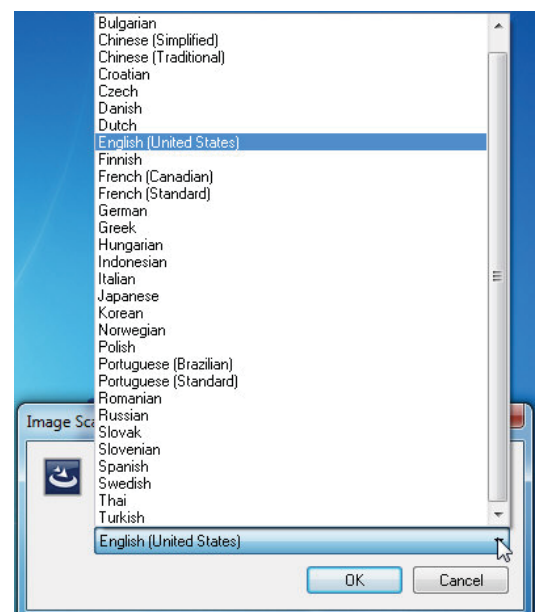 Bulgarian
Chinese (Simplified)
Chinese (Traditional)
Croatian
Czech
Danish
Dutch
English (United States)
Finnish
French (Canadian)
French (Standard)
German
Greek
Hungarian
Indonesian
Italian
Japanese
Korean
Norwegian
Polish
Portuguese (Brazilian)
Portuguese (Standard)
Romanian
Russian
Image Sca
Slovak
Slovenian
Spanish
Swedish
Thai
Turkish
English (United States)
OK Cancel